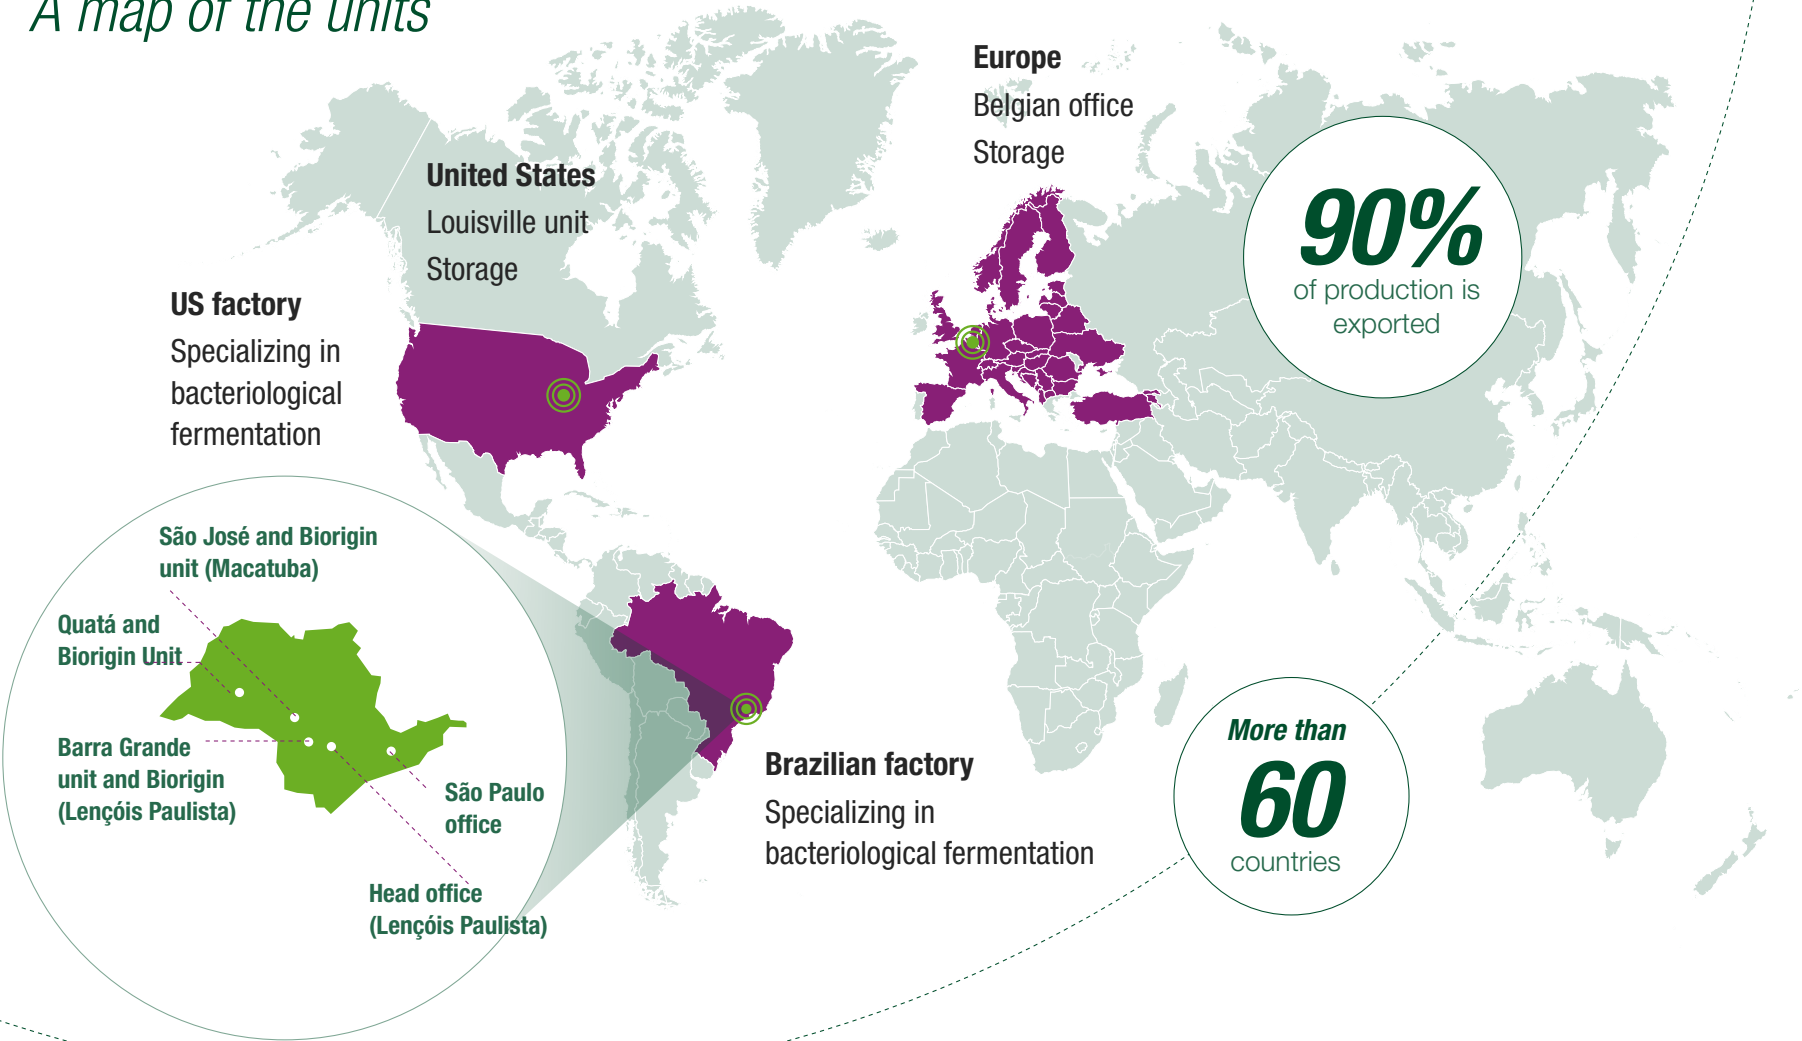 A map of the units
Europe
Belgian office
Storage
United States
Louisville unit
Storage
90%
of production is
exported
US factory
Specializing in
bacteriological
fermentation
São José and Biorigin
unit (Macatuba)
Quatá and
Biorigin Unit
Barra Grande
unit and Biorigin
(Lençóis Paulista)
São Paulo
office
Head office
(Lençóis Paulista)
Brazilian factory
Specializing in
bacteriological fermentation
More than
60
countries